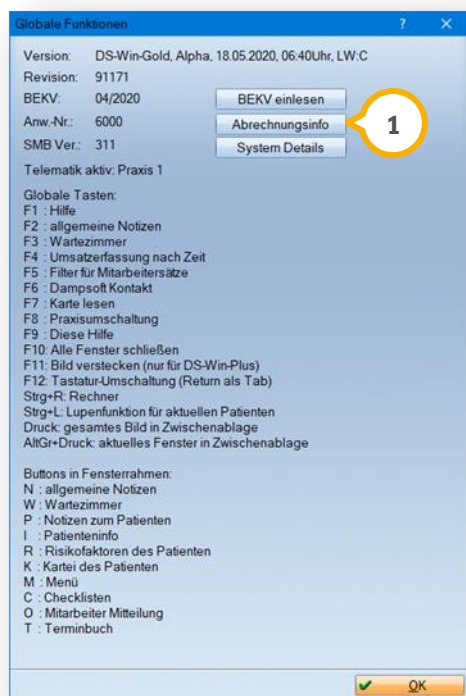 Globale Funktionen ? ×
Version: DS-Win-Gold, Alpha, 18.05.2020, 06:40Uhr, LW:C
Revision: 91171
BEKV: 04/2020 BEKV einlesen
Anw.-Nr.: 6000 Abrechnungsinfo 1
SMB Ver.: 311 System Details
Telematik aktiv: Praxis 1
Globale Tasten:
F1 : Hilfe
F2 : allgemeine Notizen
F3 : Wartezimmer
F4 : Umsatzerfassung nach Zeit
F5 : Filter für Mitarbeitersätze
F6 : Dampsoft Kontakt
F7 : Karte lesen
F8 : Praxisumschaltung
F9 : Diese Hilfe
F10: Alle Fenster schließen
F11: Bild verstecken (nur für DS-Win-Plus)
F12: Tastatur-Umschaltung (Return als Tab)
Strg+R: Rechner
Strg+L: Lupenfunktion für aktuellen Patienten
Druck: gesamtes Bild in Zwischenablage
AltGr+Druck: aktuelles Fenster in Zwischenablage
Buttons in Fensterrahmen:
N : allgemeine Notizen
W : Wartezimmer
P : Notizen zum Patienten
I : Patienteninfo
R : Risikofaktoren des Patienten
K : Kartei des Patienten
M : Menü
C : Checklisten
O : Mitarbeiter Mitteilung
T : Terminbuch
OK